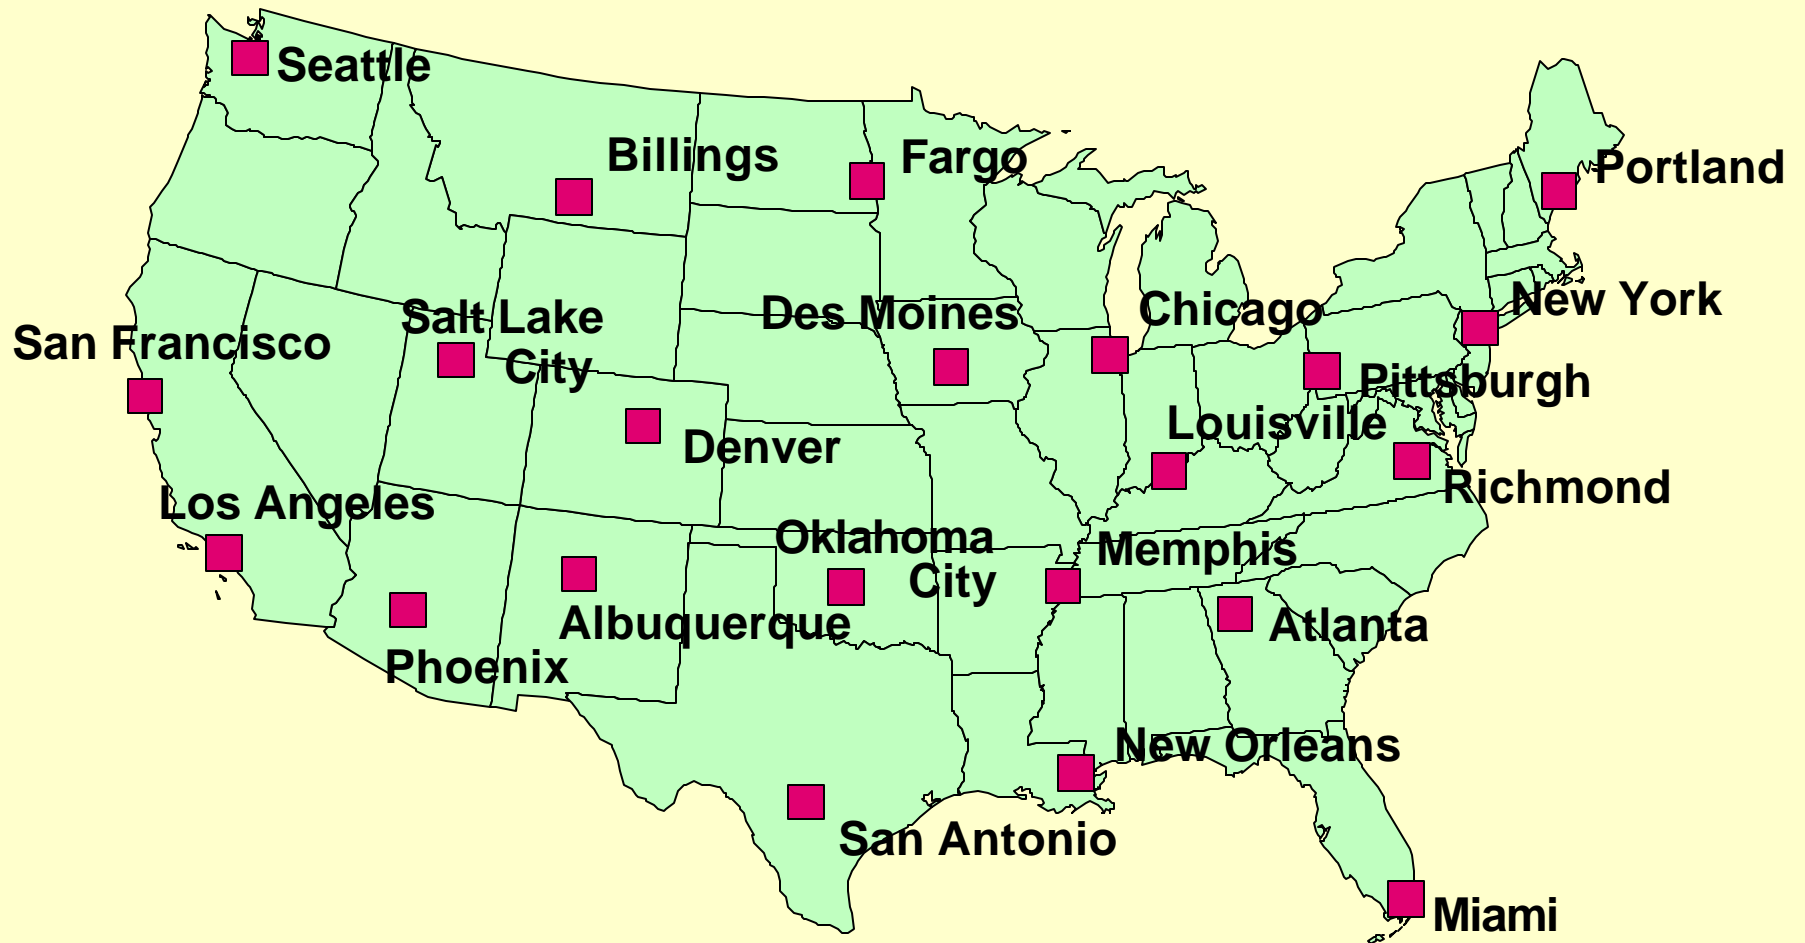 Seattle
Billings
Fargo
Portland
New York
Salt Lake
City
Des Moines
Chicago
San Francisco
Pittsburgh
Louisville
Denver
Richmond
Los Angeles
Oklahoma
City
Memphis
Albuquerque
Atlanta
Phoenix
New Orleans
San Antonio
Miami